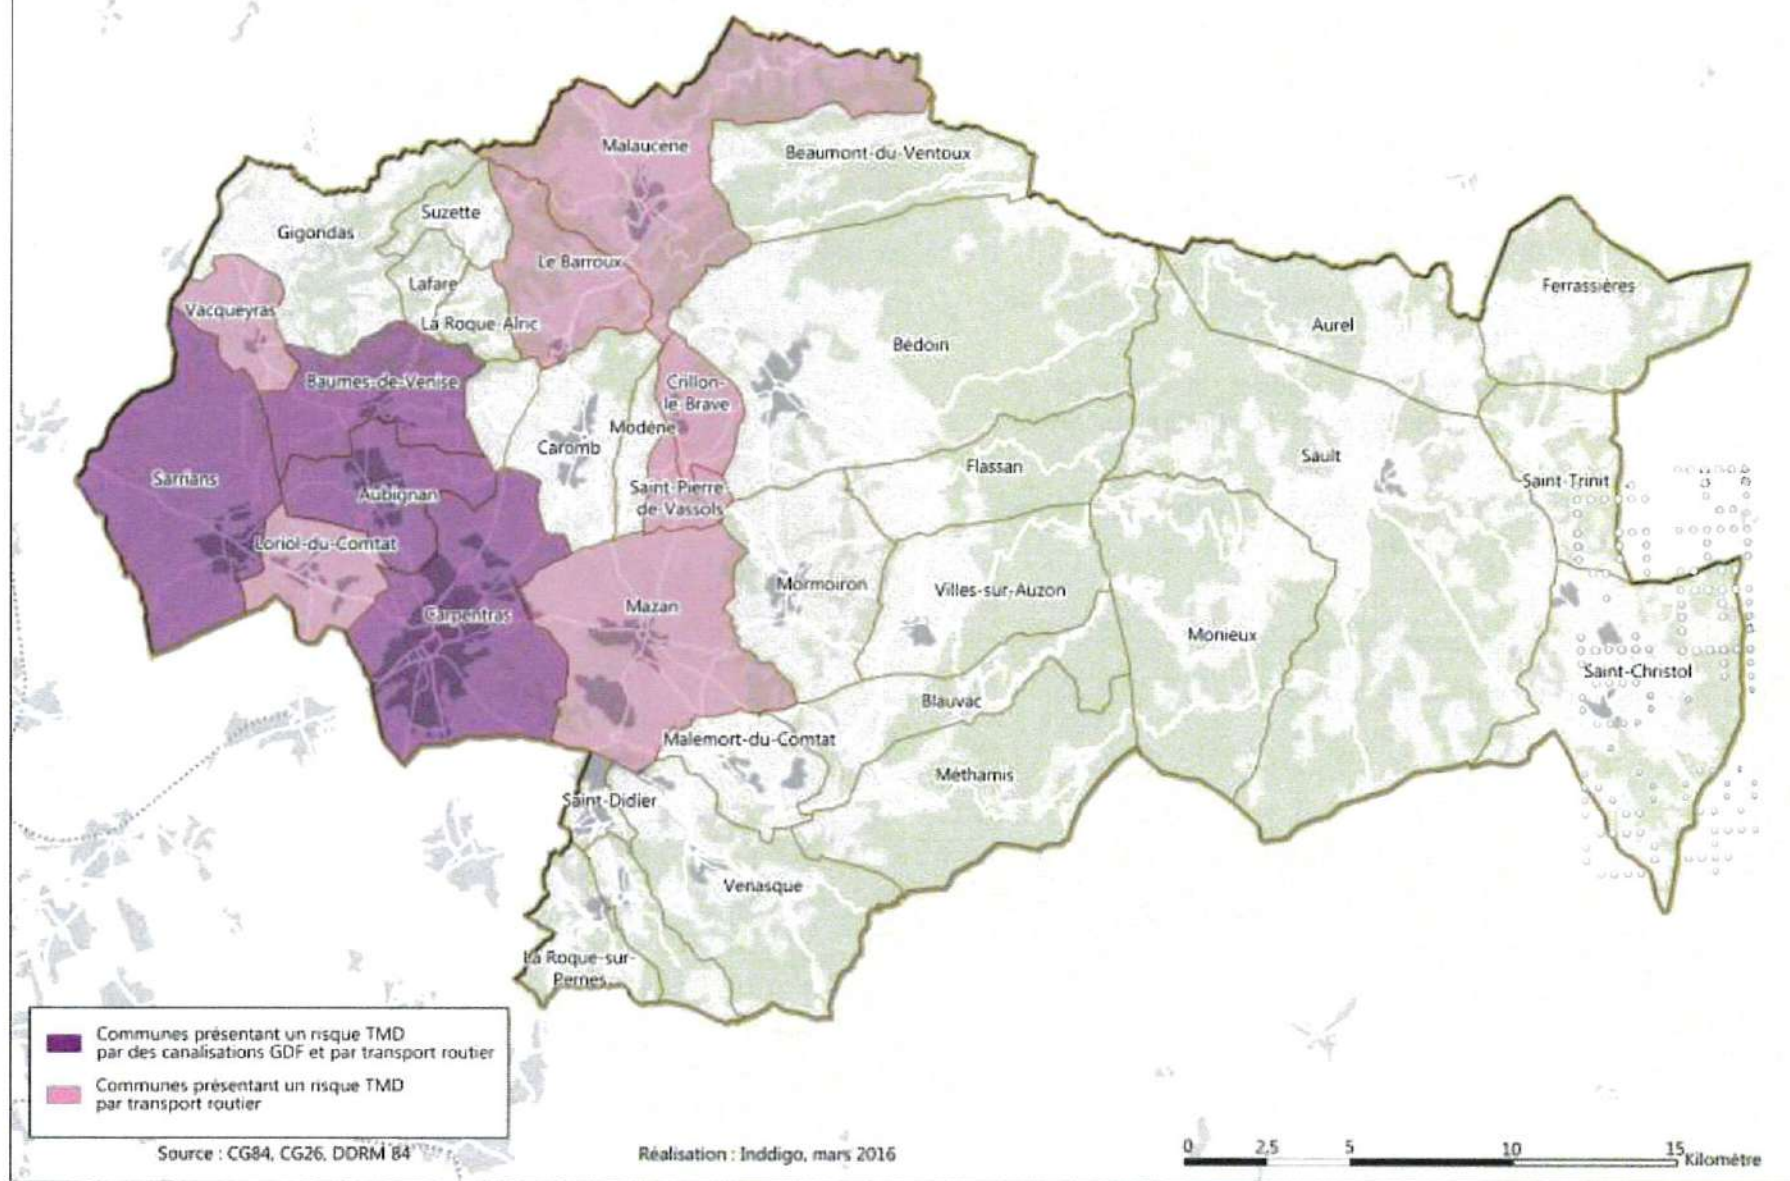 Malaucène
Beaumont-du-Ventoux
Suzette
Gigondas
Le Barroux
Lafare
Ferrassières
Vacqueyras
La Roque-Alric
Aurel
Bédoin
Baumes-de-Venise
Crillon-
le-Brave
Modène
Caromb
Sault
Flassan
Sarrians
Saint-Trinit
Aubignan
Saint-Pierre-
de-Vassols
Loriol-du-Comtat
Mormoiron
Villes-sur-Auzon
Mazan
Carpentras
Monieux
Saint-Christol
Blauvac
Malemort-du-Comtat
Méthamis
Saint-Didier
Venasque
La Roque-sur-
Pernes
Communes présentant un risque TMD
par des canalisations GDF et par transport routier
Communes présentant un risque TMD
par transport routier
Source : CG84, CG26, DDRM 84
Réalisation : Inddigo, mars 2016
0 2,5 5 10 15 Kilomètre